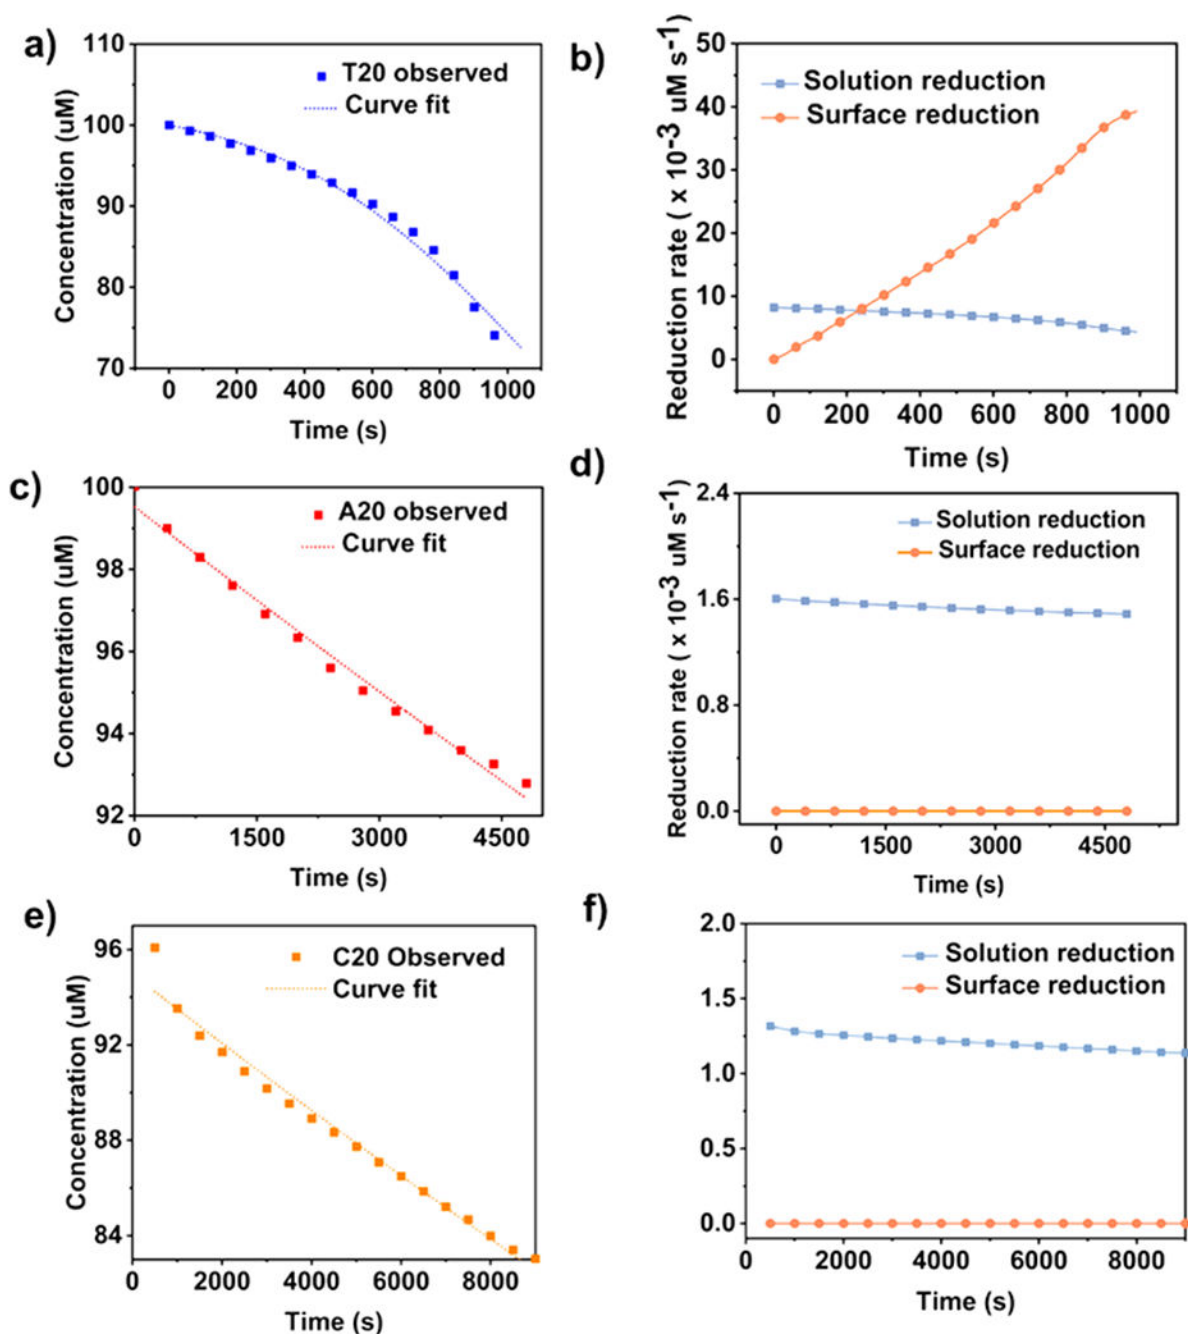 a)
110
100
90
80
70
Concentration (uM)
T20 observed
Curve fit
0 200 400 600 800 1000
Time (s)
b)
50
40
30
20
10
0
Reduction rate ( x 10-3 uM s-1)
Solution reduction
Surface reduction
0 200 400 600 800 1000
Time (s)
c)
100
98
96
94
92
Concentration (uM)
A20 observed
Curve fit
0 1500 3000 4500
Time (s)
d)
2.4
1.6
0.8
0.0
Reduction rate ( x 10-3 uM s-1)
Solution reduction
Surface reduction
0 1500 3000 4500
Time (s)
e)
96
92
88
84
Concentration (uM)
C20 Observed
Curve fit
0 2000 4000 6000 8000
Time (s)
f)
2.0
1.5
1.0
0.5
0.0
Solution reduction
Surface reduction
0 2000 4000 6000 8000
Time (s)